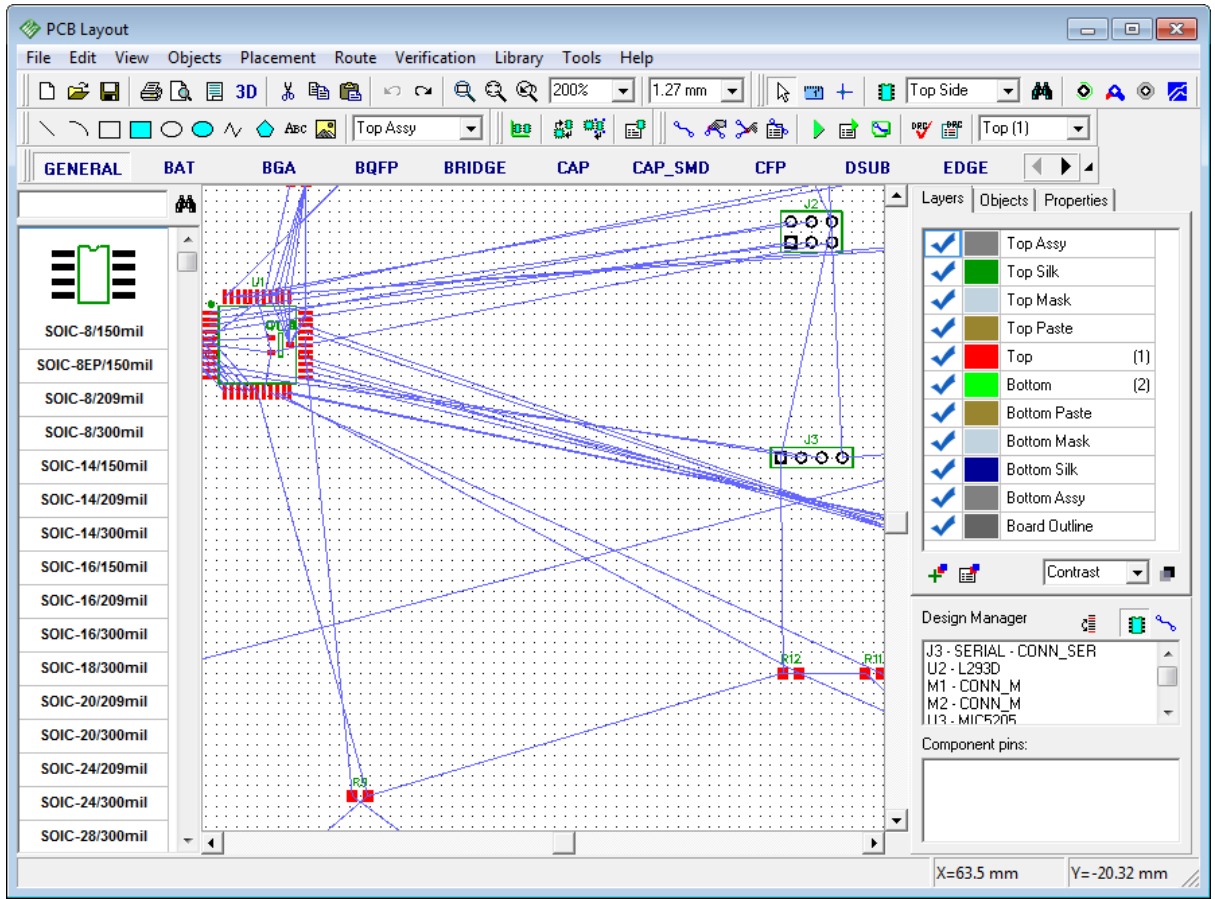 PCB Layout
File Edit View Objects Placement Route Verification Library Tools Help
3D 200% 1.27 mm Top Side
ABC Top Assy DRC DRC Top (1)
GENERAL BAT BGA BQFP BRIDGE CAP CAP_SMD CFP DSUB EDGE
Layers Objects Properties
Top Assy
Top Silk
Top Mask
Top Paste
Top (1)
Bottom (2)
Bottom Paste
Bottom Mask
Bottom Silk
Bottom Assy
Board Outline
Contrast
SOIC-8/150mil
SOIC-8EP/150mil
SOIC-8/209mil
SOIC-8/300mil
SOIC-14/150mil
SOIC-14/209mil
SOIC-14/300mil
SOIC-16/150mil
SOIC-16/209mil
SOIC-16/300mil
SOIC-18/300mil
SOIC-20/209mil
SOIC-20/300mil
SOIC-24/209mil
SOIC-24/300mil
SOIC-28/300mil
J2
U1
J3
R12 R11
R9
Design Manager
J3 - SERIAL - CONN_SER
U2 - L293D
M1 - CONN_M
M2 - CONN_M
U3 - MIC5205
Component pins:
X=63.5 mm Y=-20.32 mm